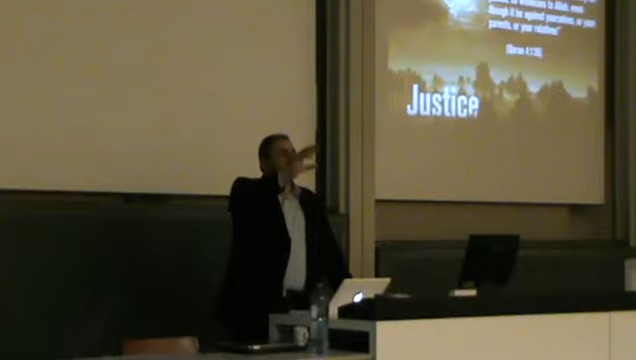 as witnesses to Allah, even
though it be against yourselves, or your
parents, or your relatives"
(Quran 4:135)
Justice